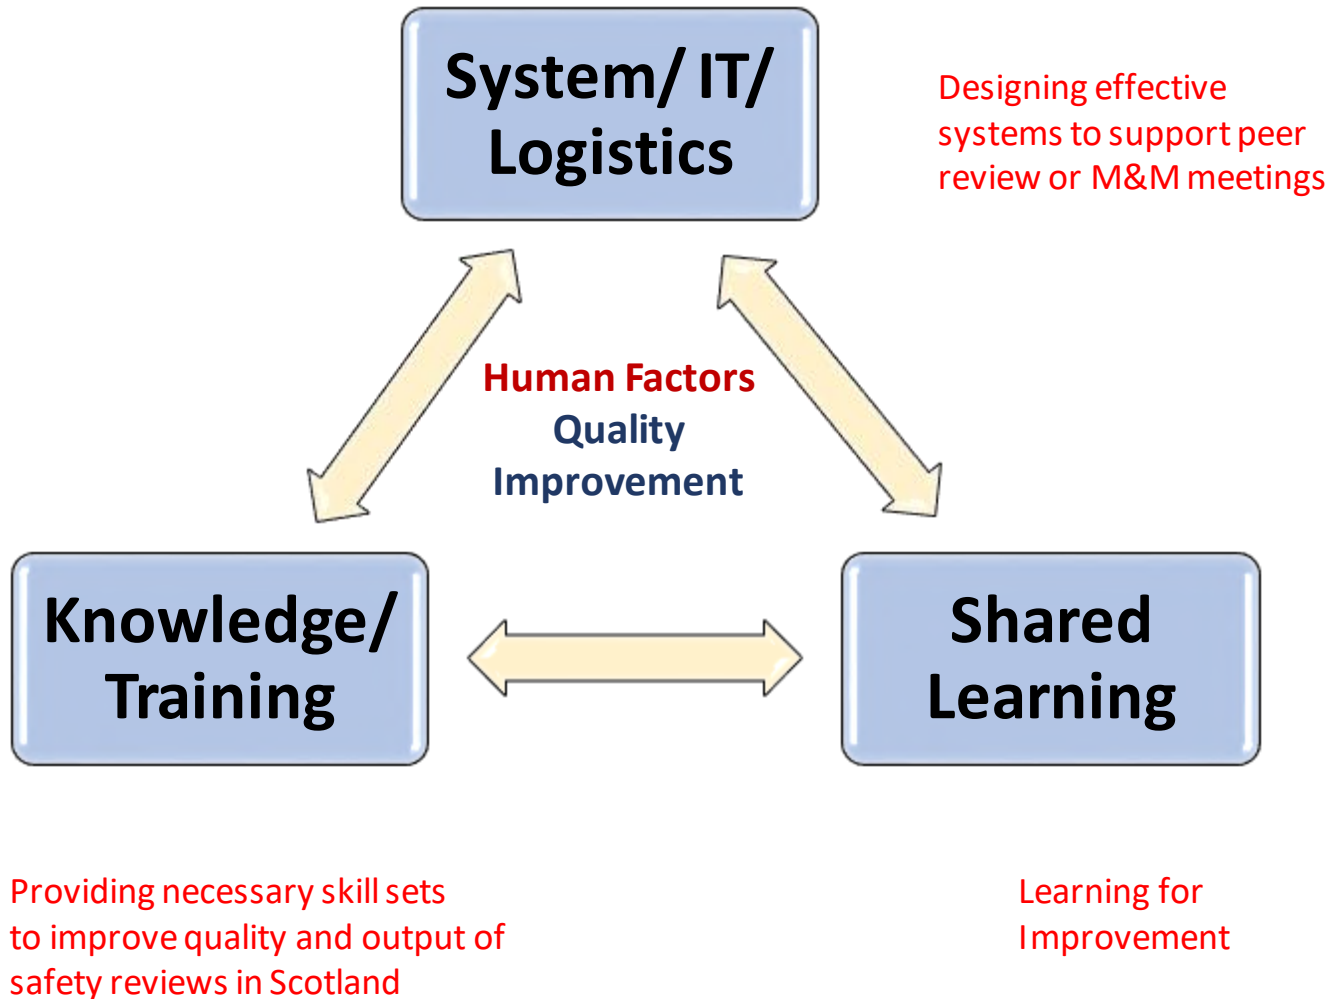 System/ IT/
Logistics
Designing effective
systems to support peer
review or M&M meetings
Human Factors
Quality
Improvement
Knowledge/
Training
Shared
Learning
Providing necessary skill sets
to improve quality and output of
safety reviews in Scotland
Learning for
Improvement